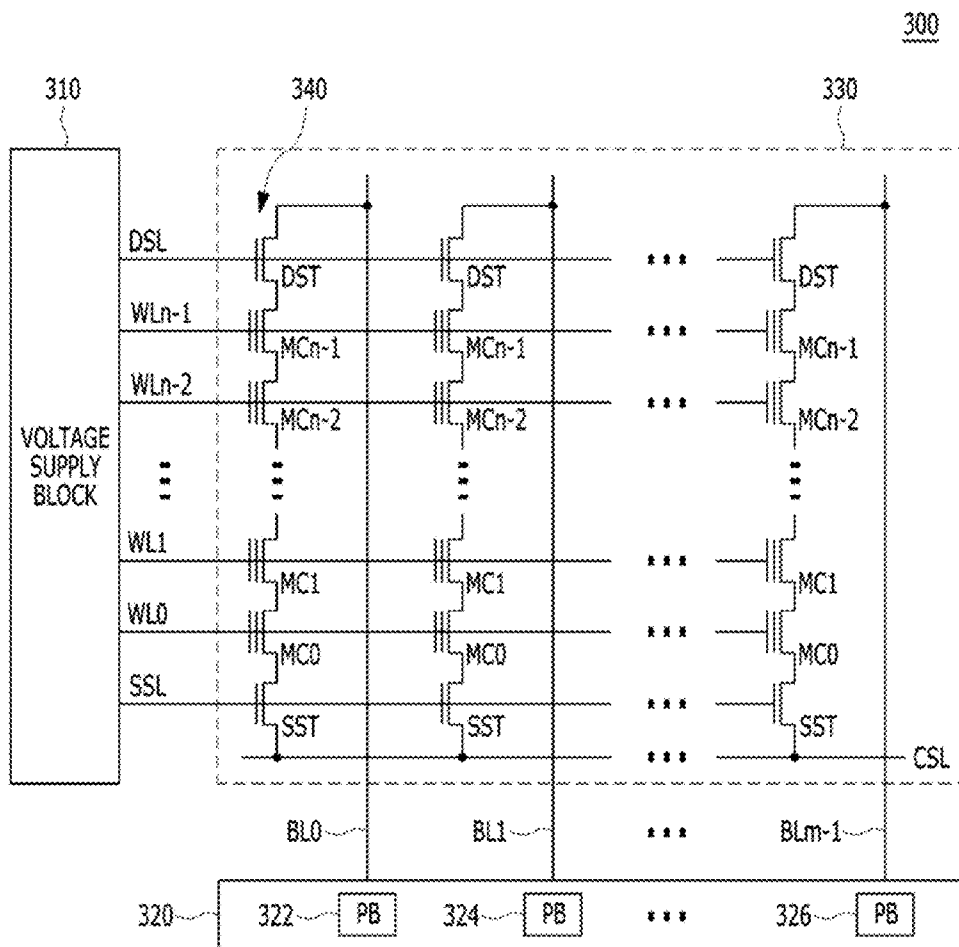 300
310
340
330
DSL
DST DST DST
WLn-1
MCn-1 MCn-1 MCn-1
WLn-2
MCn-2 MCn-2 MCn-2
VOLTAGE
SUPPLY
BLOCK
WL1
MC1 MC1 MC1
WL0
MC0 MC0 MC0
SSL
SST SST SST
CSL
BL0 BL1 BLm-1
320 322 PB 324 PB 326 PB